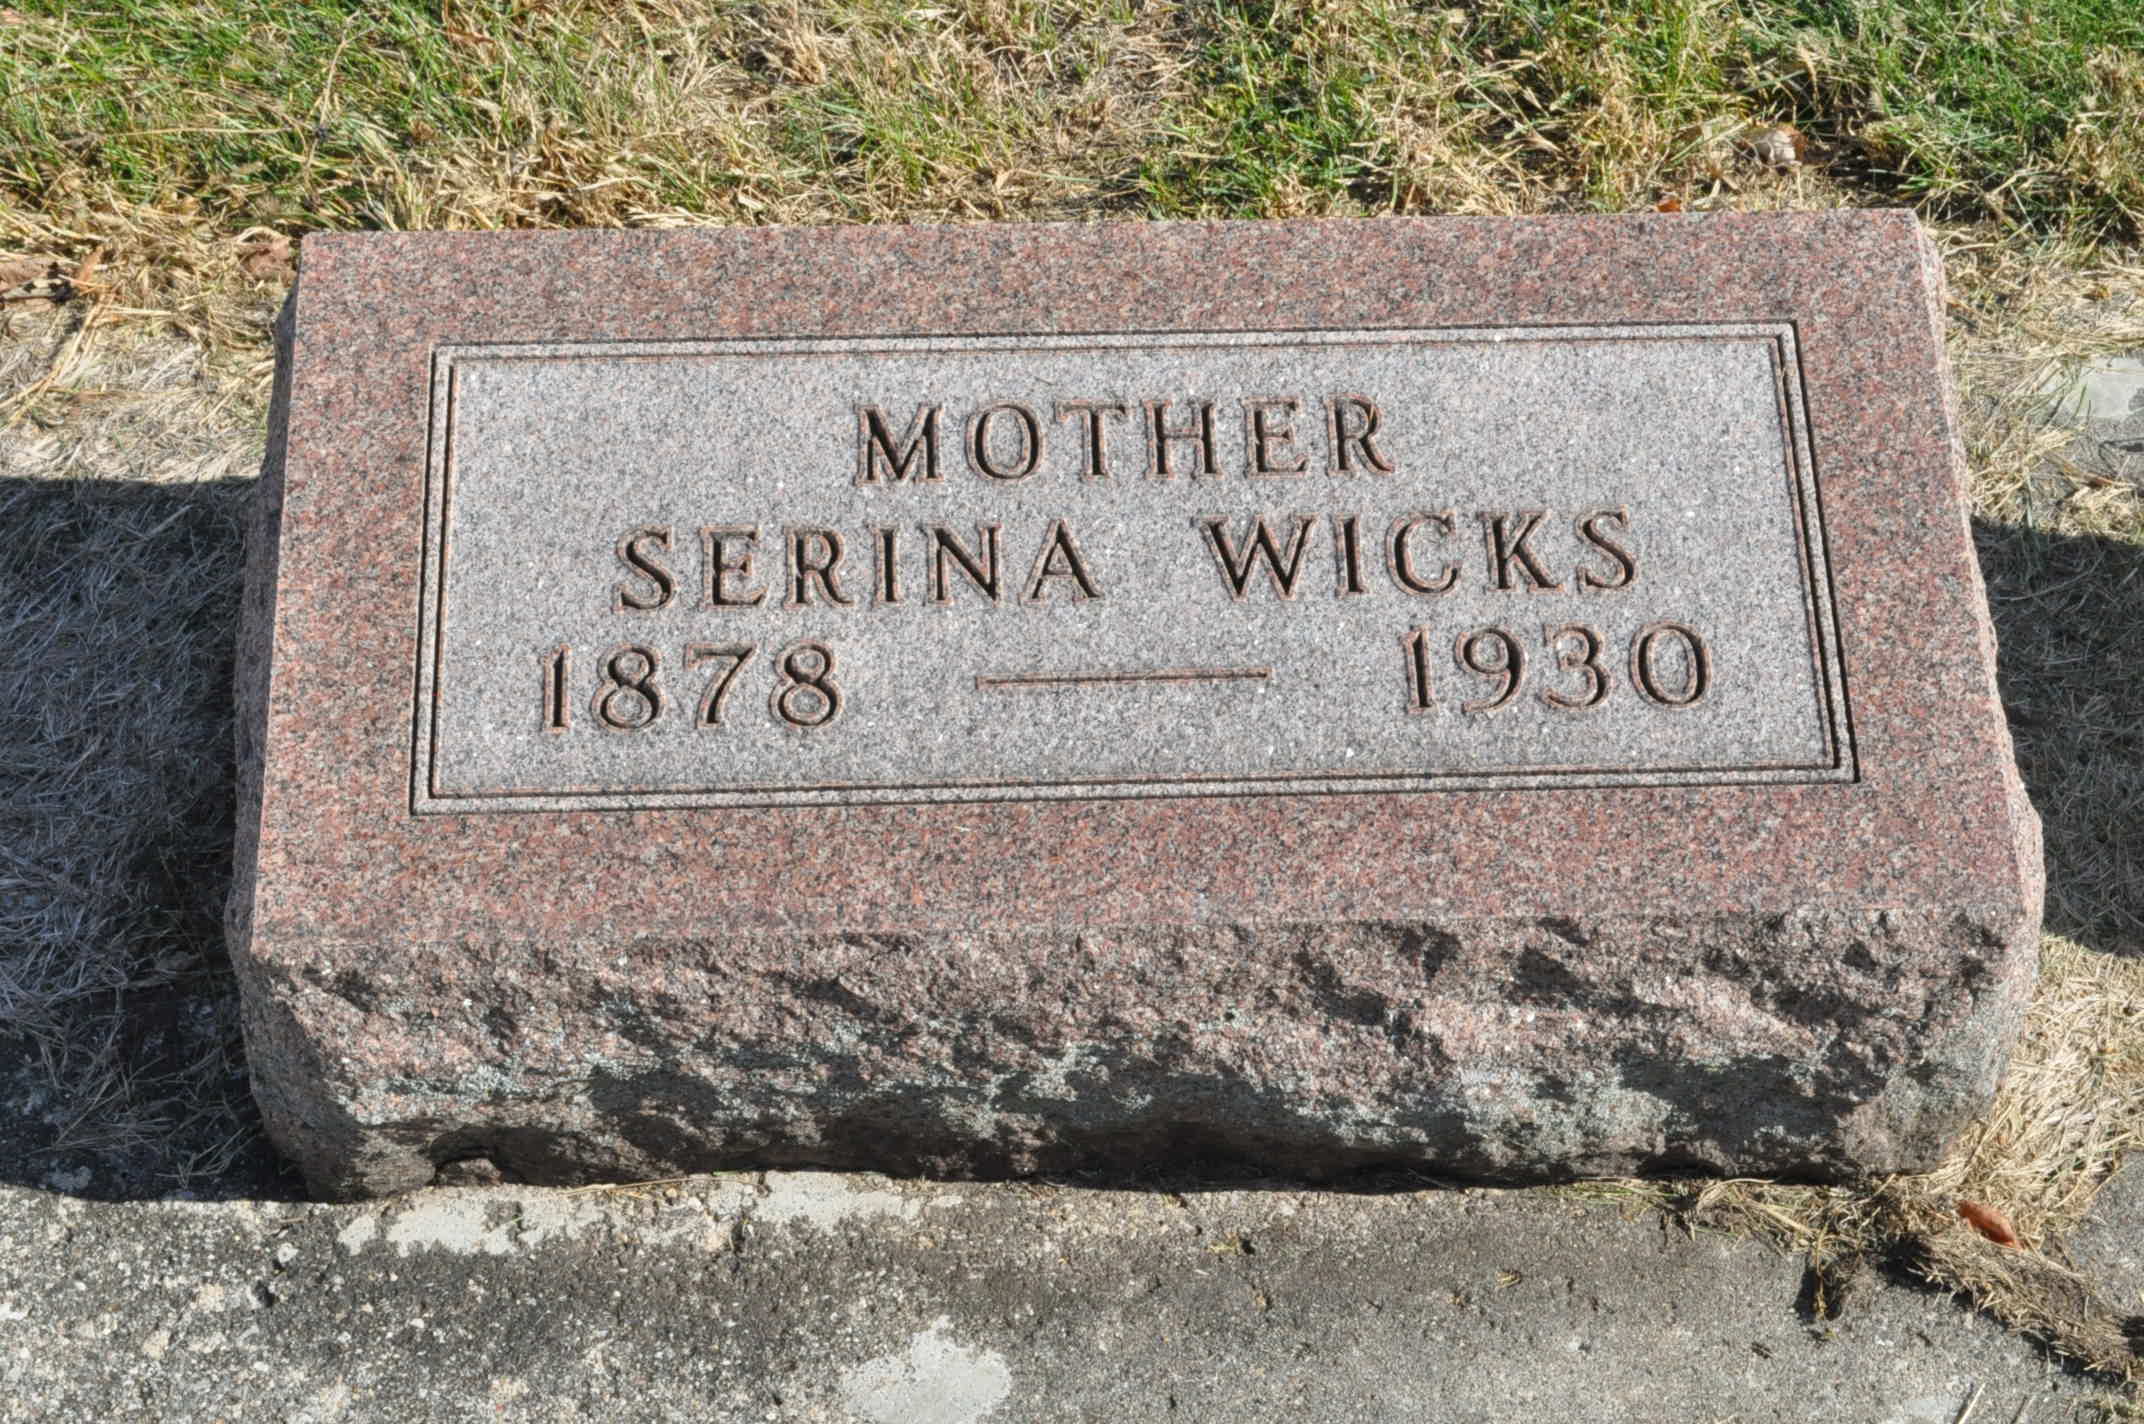 MOTHER
SERINA WICKS
1878 — 1930